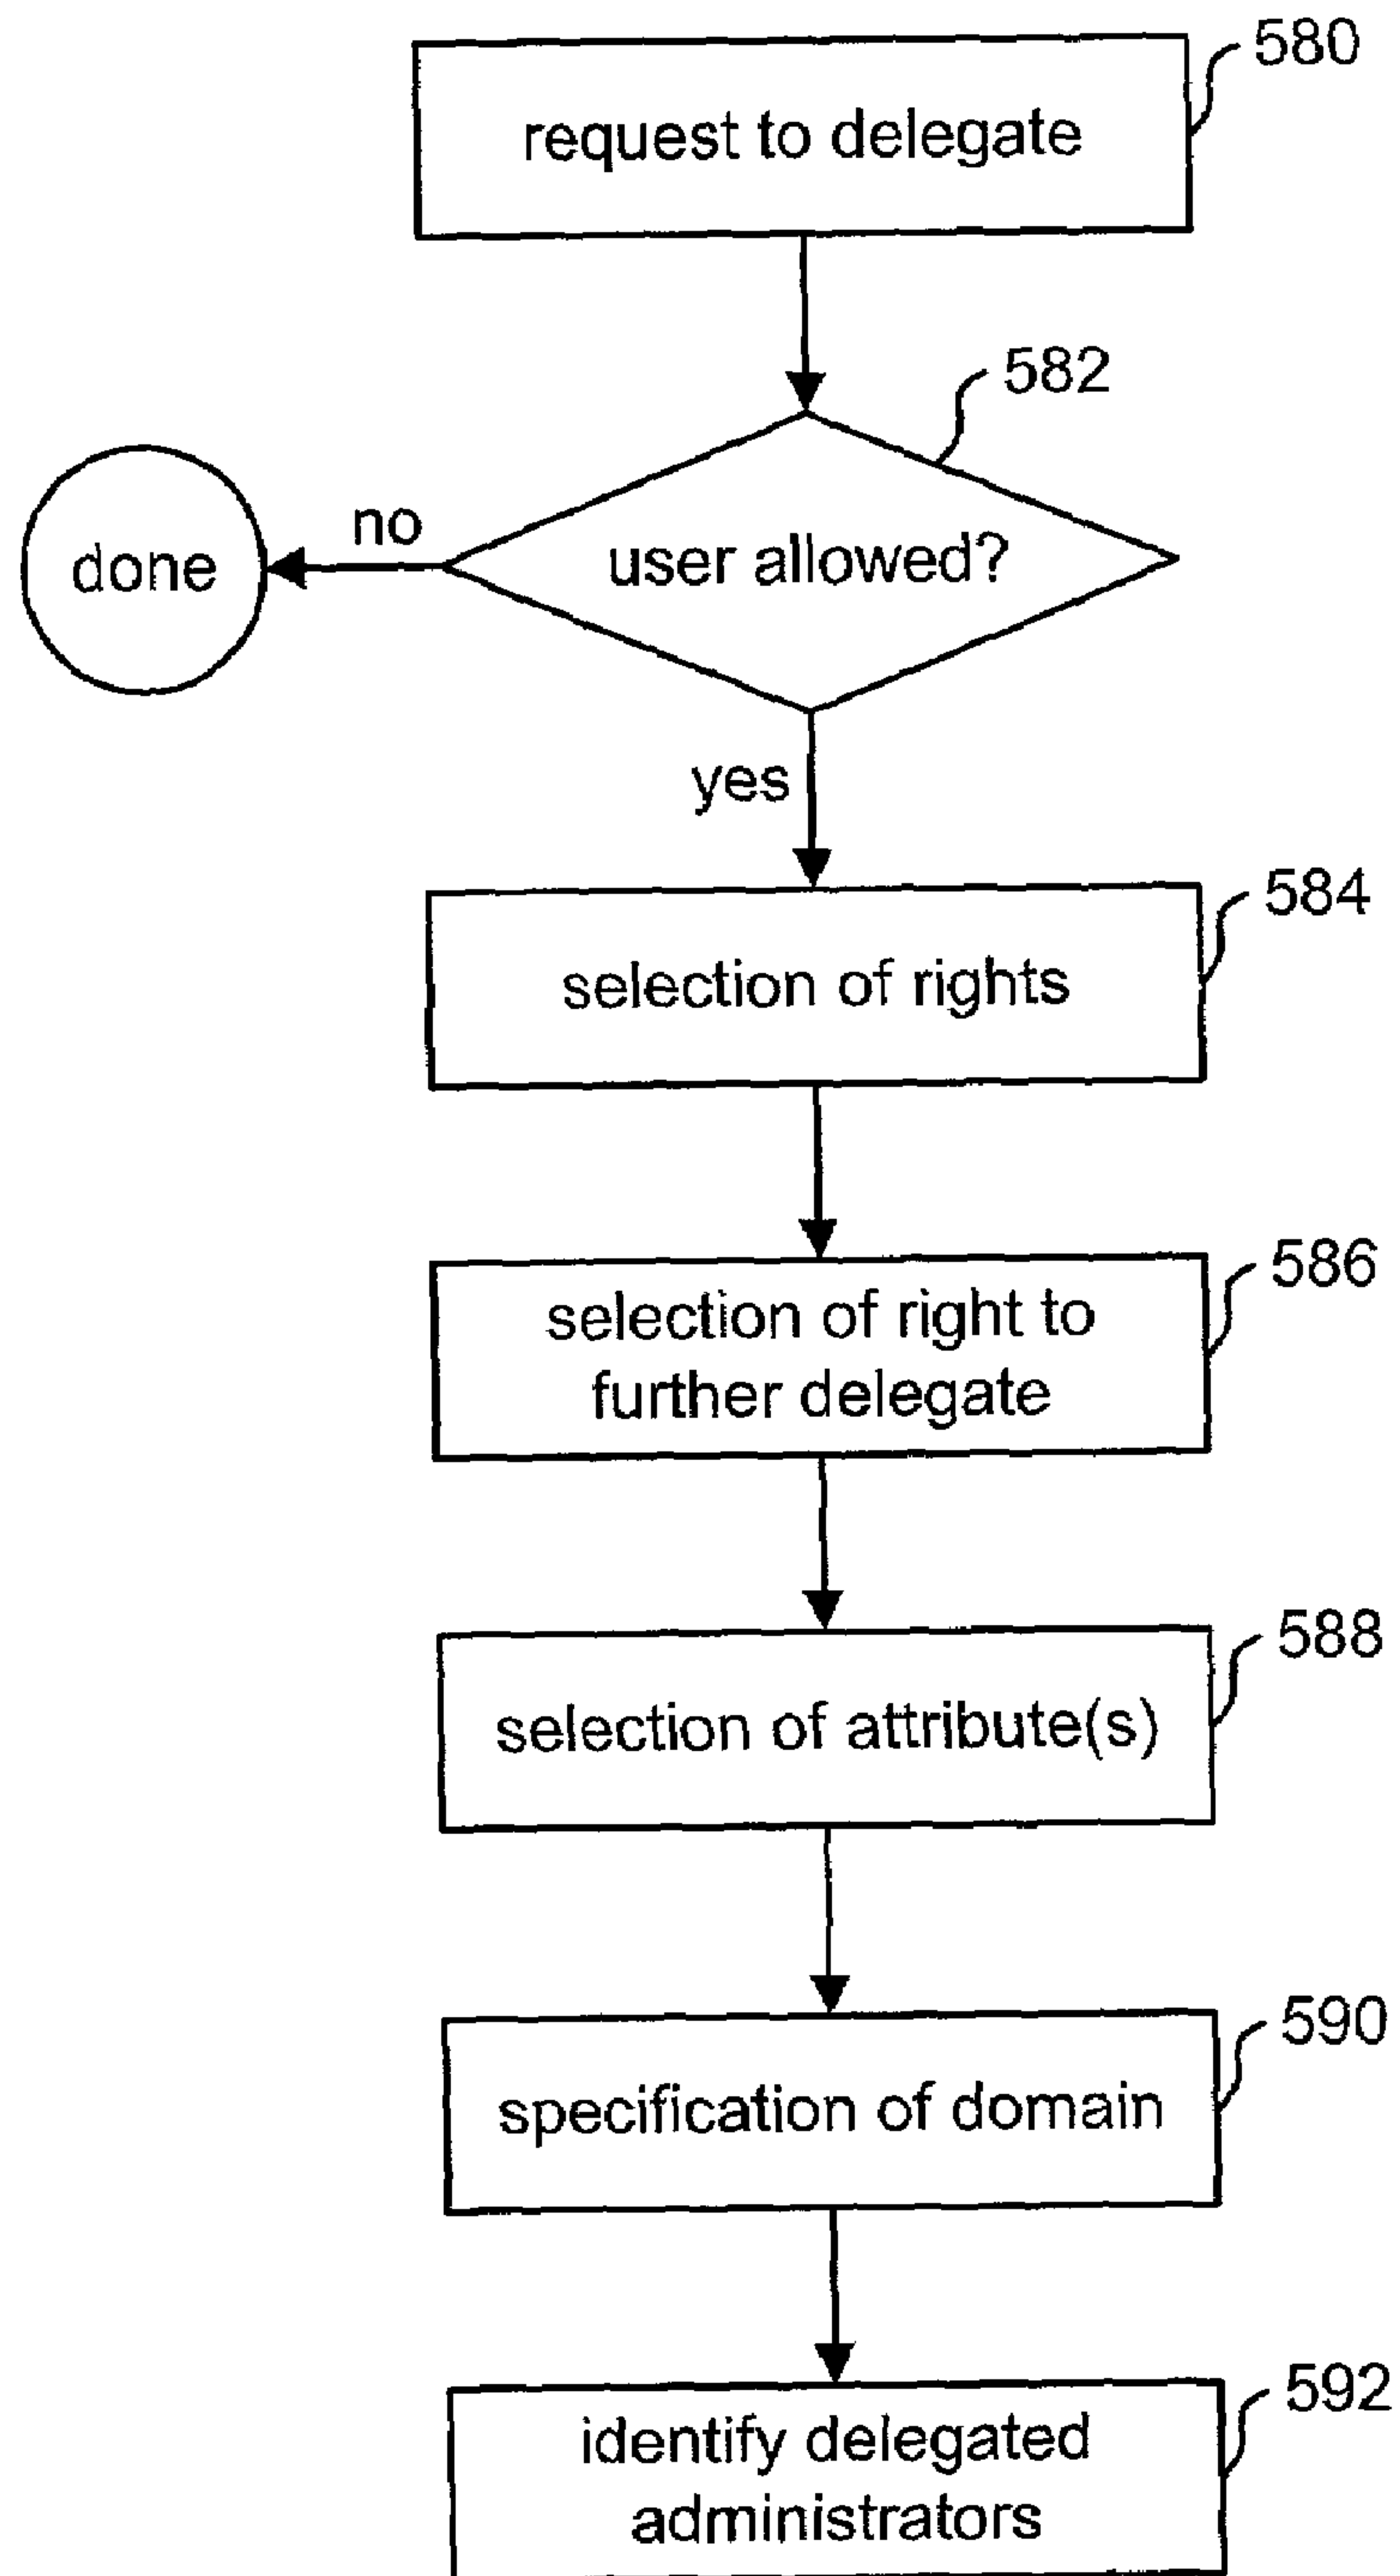 580
request to delegate
582
user allowed?
no
done
yes
584
selection of rights
586
selection of right to
further delegate
588
selection of attribute(s)
590
specification of domain
592
identify delegated
administrators